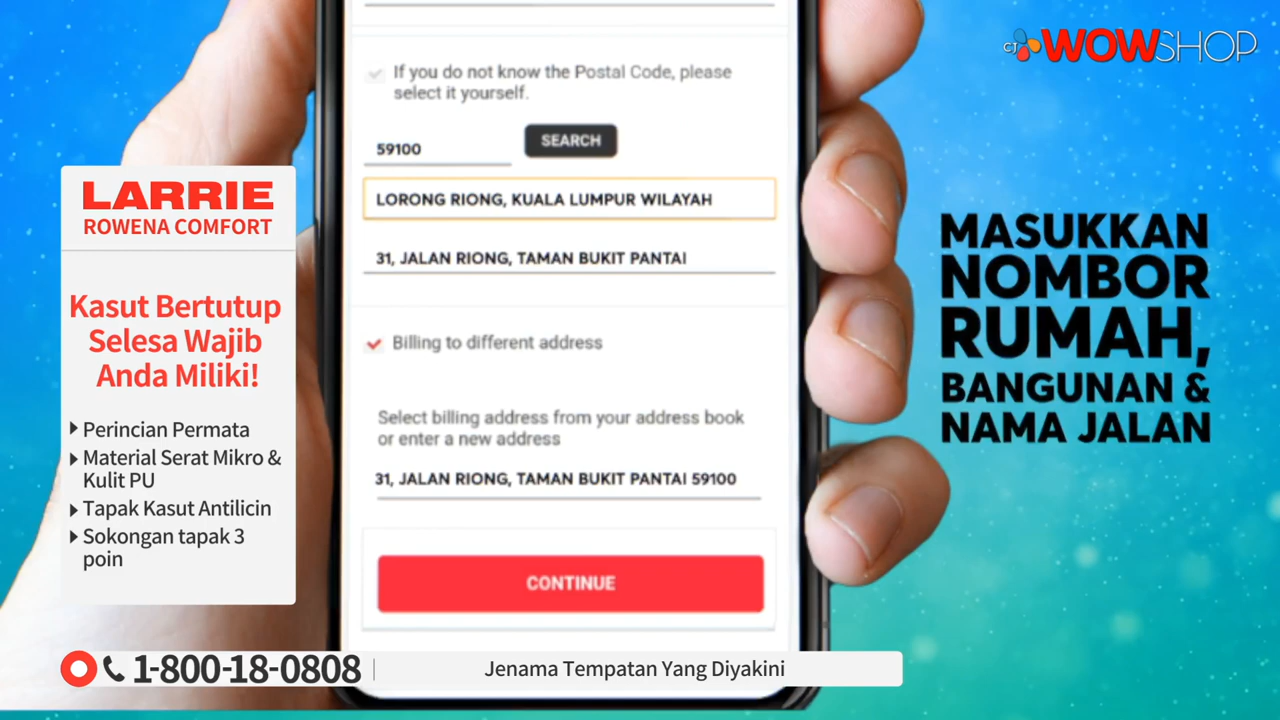 CJ WOWSHOP
If you do not know the Postal Code, please
select it yourself.
59100
SEARCH
LORONG RIONG, KUALA LUMPUR WILAYAH
31, JALAN RIONG, TAMAN BUKIT PANTAI
Billing to different address
Select billing address from your address book
or enter a new address
31, JALAN RIONG, TAMAN BUKIT PANTAI 59100
CONTINUE
LARRIE
ROWENA COMFORT
Kasut Bertutup
Selesa Wajib
Anda Miliki!
Perincian Permata
Material Serat Mikro &
Kulit PU
Tapak Kasut Antilicin
Sokongan tapak 3
poin
MASUKKAN
NOMBOR
RUMAH,
BANGUNAN &
NAMA JALAN
1-800-18-0808
Jenama Tempatan Yang Diyakini